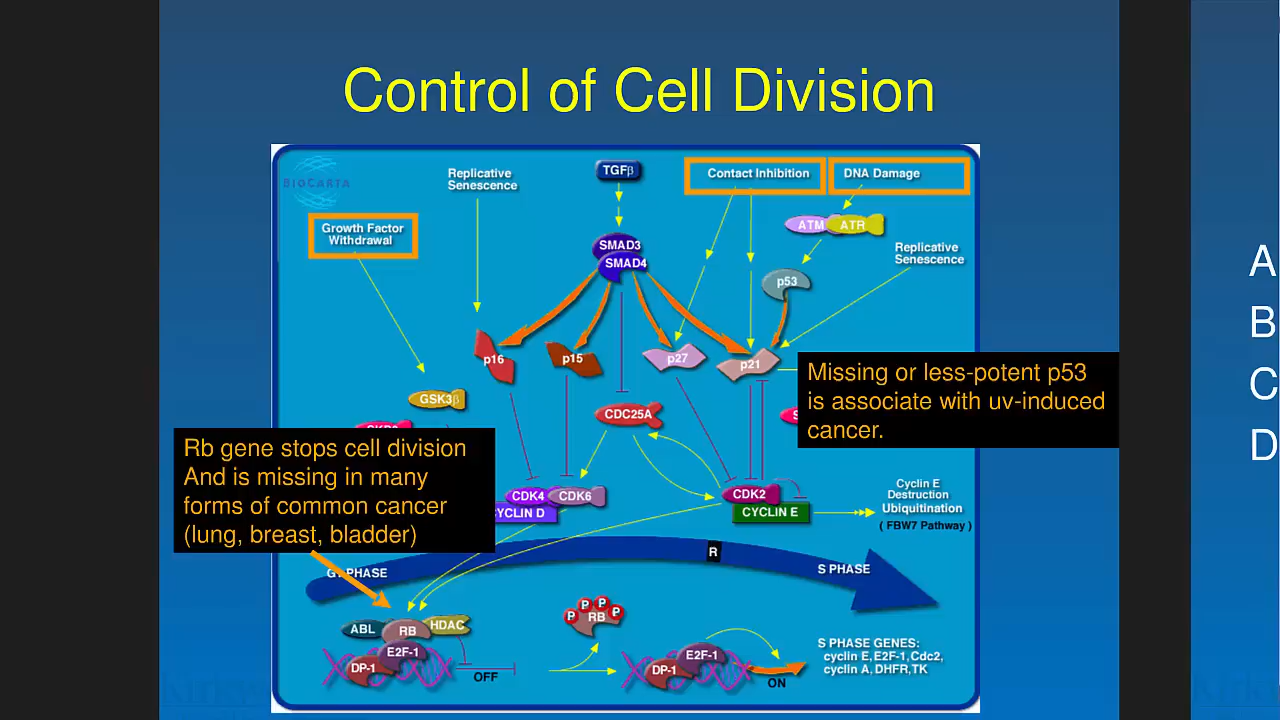 Control of Cell Division
BIOCARTA
Replicative
Senescence
TGFβ
Contact Inhibition
DNA Damage
Growth Factor
Withdrawal
SMAD3
SMAD4
ATM
ATR
Replicative
Senescence
p53
p16
p15
p27
p21
GSK3β
CDC25A
Missing or less-potent p53
is associate with uv-induced
cancer.
Rb gene stops cell division
And is missing in many
forms of common cancer
(lung, breast, bladder)
CDK4
CDK6
CYCLIN D
CDK2
CYCLIN E
Cyclin E
Destruction
Ubiquitination
( FBW7 Pathway )
R
PHASE
S PHASE
P P P P
RB
ABL
RB
HDAC
E2F-1
DP-1
OFF
E2F-1
DP-1
ON
S PHASE GENES:
cyclin E, E2F-1, Cdc2,
cyclin A, DHFR, TK
A
B
C
D